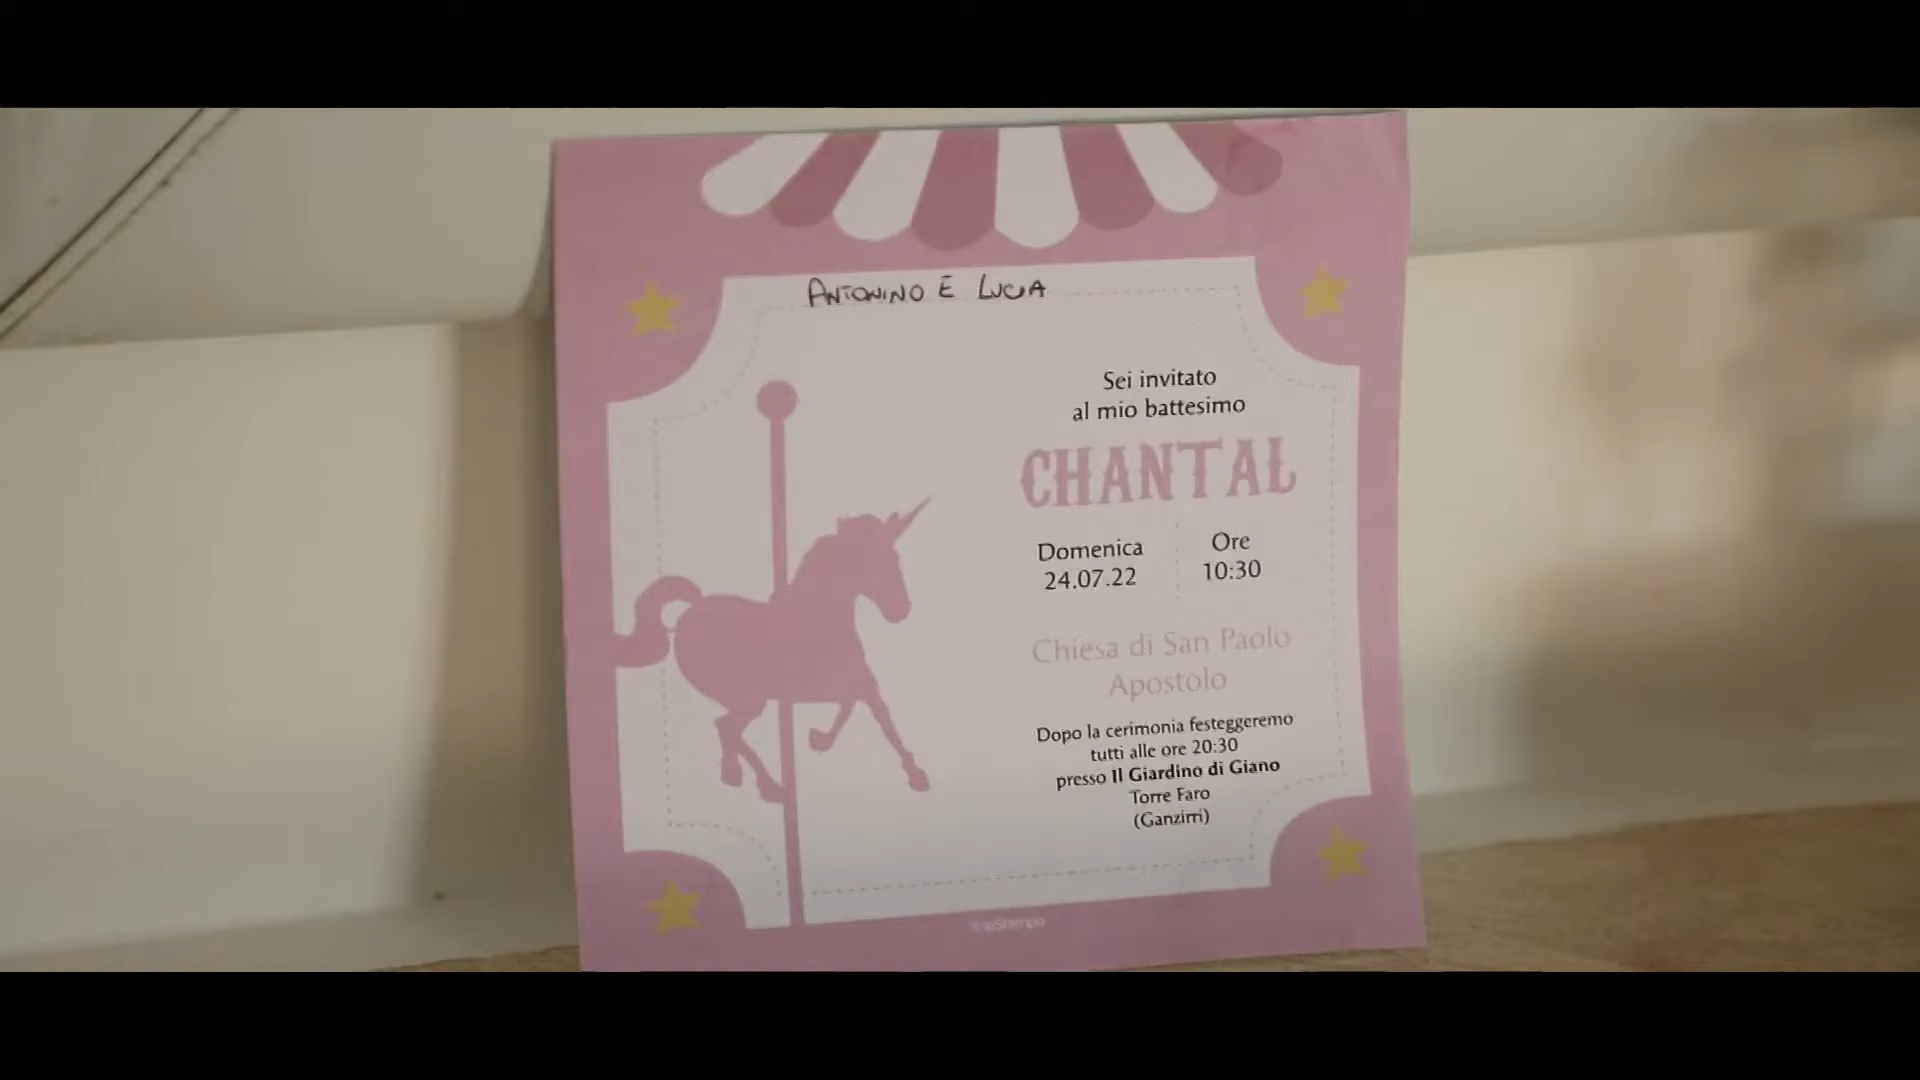 ANTONINO E LUCIA
Sei invitato
al mio battesimo
CHANTAL
Domenica
24.07.22
Ore
10:30
Chiesa di San Paolo
Apostolo
Dopo la cerimonia festeggeremo
tutti alle ore 20:30
presso Il Giardino di Giano
Torre Faro
(Ganzirri)